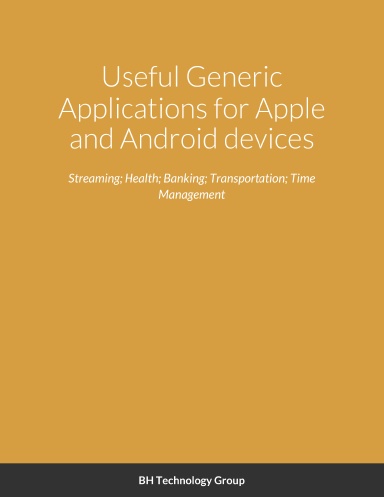 Useful Generic
Applications for Apple
and Android devices
Streaming; Health; Banking; Transportation; Time
Management
BH Technology Group